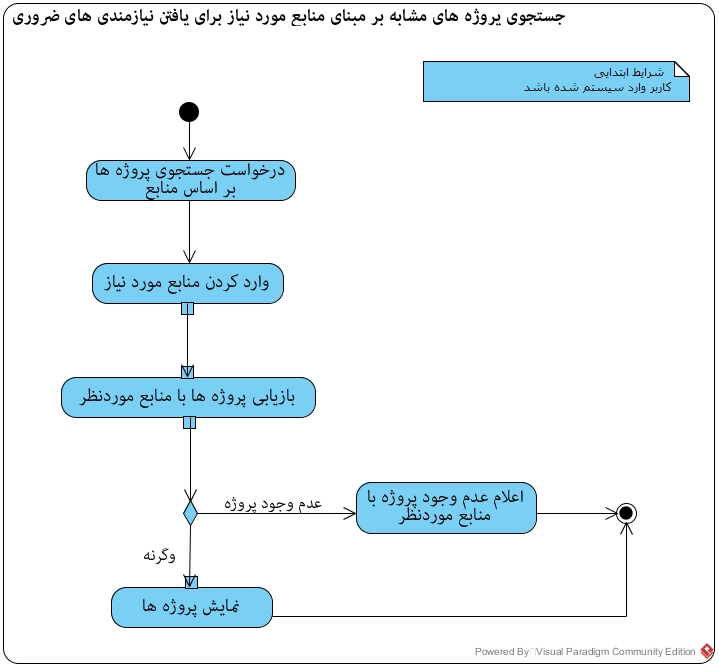 جستجوی پروژه های مشابه بر مبنای منابع مورد نیاز برای یافتن نیازمندی های ضروری
شرایط ابتدایی
کاربر وارد سیستم شده باشد
درخواست جستجوی پروژه ها
بر اساس منابع
وارد کردن منابع مورد نیاز
بازیابی پروژه ها با منابع موردنظر
عدم وجود پروژه
اعلام عدم وجود پروژه با
منابع موردنظر
وگرنه
نمایش پروژه ها
Powered By Visual Paradigm Community Edition